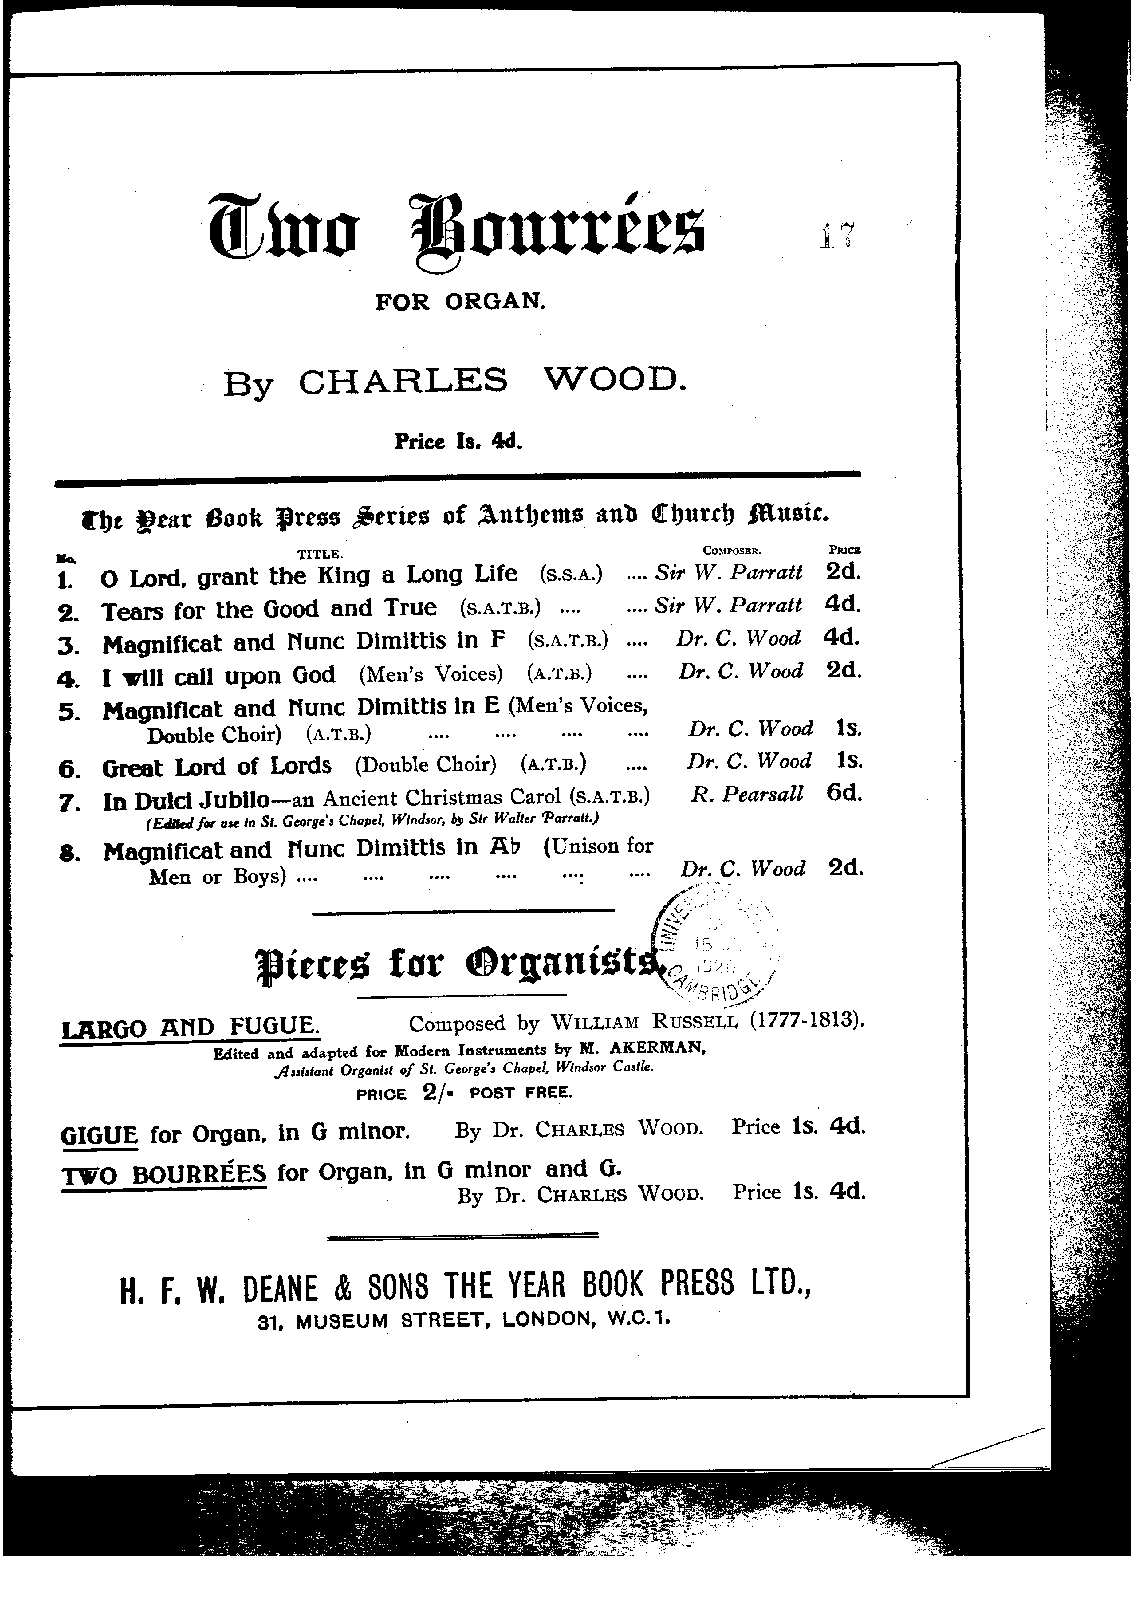 Two Bourrées
17
FOR ORGAN.
By CHARLES WOOD.
Price 1s. 4d.
The Year Book Press Series of Anthems and Church Music.
No. TITLE. COMPOSER. PRICE
1. O Lord, grant the King a Long Life (S.S.A.) .... Sir W. Parratt 2d.
2. Tears for the Good and True (S.A.T.B.) .... .... Sir W. Parratt 4d.
3. Magnificat and Nunc Dimittis in F (S.A.T.B.) .... Dr. C. Wood 4d.
4. I will call upon God (Men's Voices) (A.T.B.) .... Dr. C. Wood 2d.
5. Magnificat and Nunc Dimittis in E (Men's Voices,
Double Choir) (A.T.B.) .... .... .... .... Dr. C. Wood 1s.
6. Great Lord of Lords (Double Choir) (A.T.B.) .... Dr. C. Wood 1s.
7. In Dulci Jubilo—an Ancient Christmas Carol (S.A.T.B.) R. Pearsall 6d.
(Edited for use in St. George's Chapel, Windsor, by Sir Walter Parratt.)
8. Magnificat and Nunc Dimittis in A♭ (Unison for
Men or Boys) .... .... .... .... .... .... Dr. C. Wood 2d.
Pieces for Organists.
15
CAMBRIDGE
LARGO AND FUGUE. Composed by WILLIAM RUSSELL (1777-1813).
Edited and adapted for Modern Instruments by M. AKERMAN,
Assistant Organist of St. George's Chapel, Windsor Castle.
PRICE 2/- POST FREE.
GIGUE for Organ, in G minor. By Dr. CHARLES WOOD. Price 1s. 4d.
TWO BOURRÉES for Organ, in G minor and G.
By Dr. CHARLES WOOD. Price 1s. 4d.
H. F. W. DEANE & SONS THE YEAR BOOK PRESS LTD.,
31, MUSEUM STREET, LONDON, W.C.1.